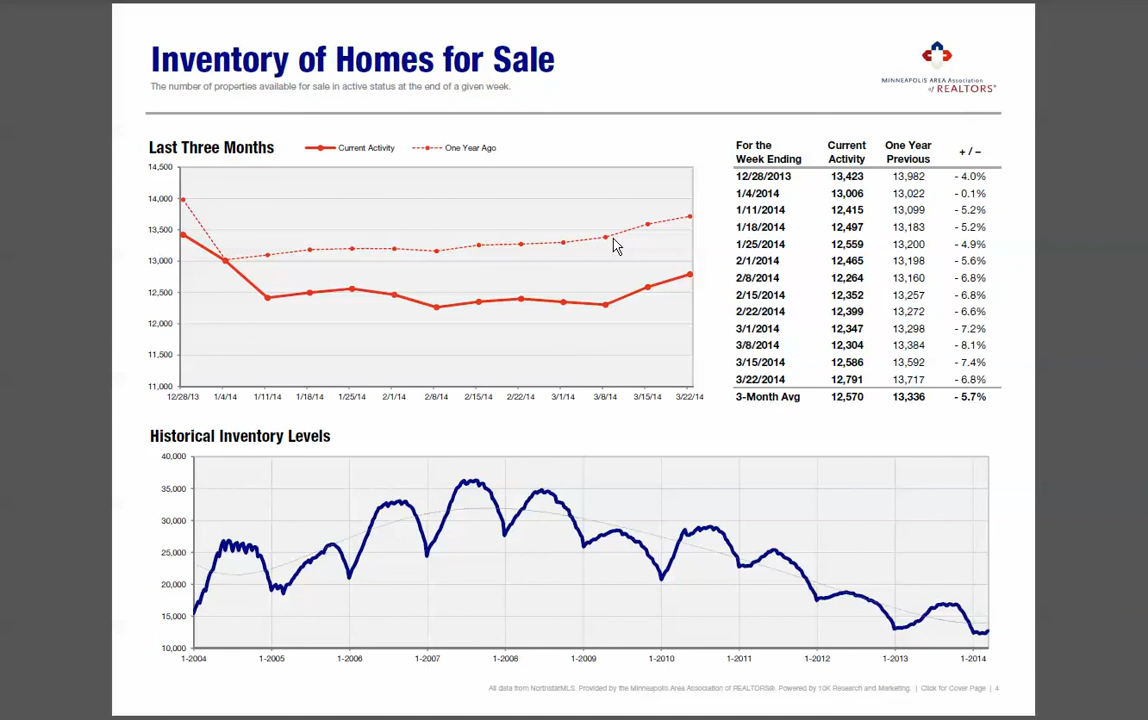 Inventory of Homes for Sale
The number of properties available for sale in active status at the end of a given week.
MINNEAPOLIS AREA Association
of REALTORS®
Last Three Months
Current Activity
One Year Ago
14,500
14,000
13,500
13,000
12,500
12,000
11,500
11,000
12/28/13 1/4/14 1/11/14 1/18/14 1/25/14 2/1/14 2/8/14 2/15/14 2/22/14 3/1/14 3/8/14 3/15/14 3/22/14
For the Current One Year + / –
Week Ending Activity Previous
12/28/2013 13,423 13,982 - 4.0%
1/4/2014 13,006 13,022 - 0.1%
1/11/2014 12,415 13,099 - 5.2%
1/18/2014 12,497 13,183 - 5.2%
1/25/2014 12,559 13,200 - 4.9%
2/1/2014 12,465 13,198 - 5.6%
2/8/2014 12,264 13,160 - 6.8%
2/15/2014 12,352 13,257 - 6.8%
2/22/2014 12,399 13,272 - 6.6%
3/1/2014 12,347 13,298 - 7.2%
3/8/2014 12,304 13,384 - 8.1%
3/15/2014 12,586 13,592 - 7.4%
3/22/2014 12,791 13,717 - 6.8%
3-Month Avg 12,570 13,336 - 5.7%
Historical Inventory Levels
40,000
35,000
30,000
25,000
20,000
15,000
10,000
1-2004 1-2005 1-2006 1-2007 1-2008 1-2009 1-2010 1-2011 1-2012 1-2013 1-2014
All data from NorthstarMLS. Provided by the Minneapolis Area Association of REALTORS®. Powered by 10K Research and Marketing. | Click for Cover Page | 4